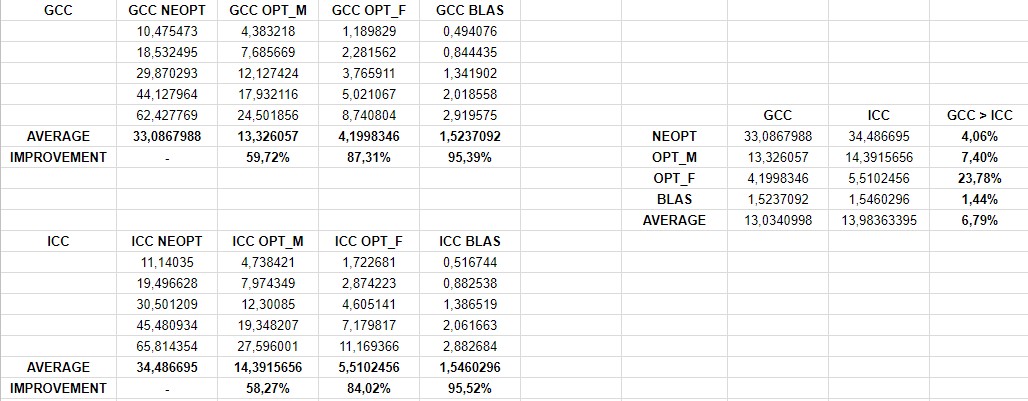 GCC GCC NEOPT GCC OPT_M GCC OPT_F GCC BLAS
10,475473 4,383218 1,189829 0,494076
18,532495 7,685669 2,281562 0,844435
29,870293 12,127424 3,765911 1,341902
44,127964 17,932116 5,021067 2,018558
62,427769 24,501856 8,740804 2,919575
AVERAGE 33,0867988 13,326057 4,1998346 1,5237092
IMPROVEMENT - 59,72% 87,31% 95,39%
ICC ICC NEOPT ICC OPT_M ICC OPT_F ICC BLAS
11,14035 4,738421 1,722681 0,516744
19,496628 7,974349 2,874223 0,882538
30,501209 12,30085 4,605141 1,386519
45,480934 19,348207 7,179817 2,061663
65,814354 27,596001 11,169366 2,882684
AVERAGE 34,486695 14,3915656 5,5102456 1,5460296
IMPROVEMENT - 58,27% 84,02% 95,52%
GCC ICC GCC > ICC
NEOPT 33,0867988 34,486695 4,06%
OPT_M 13,326057 14,3915656 7,40%
OPT_F 4,1998346 5,5102456 23,78%
BLAS 1,5237092 1,5460296 1,44%
AVERAGE 13,0340998 13,98363395 6,79%